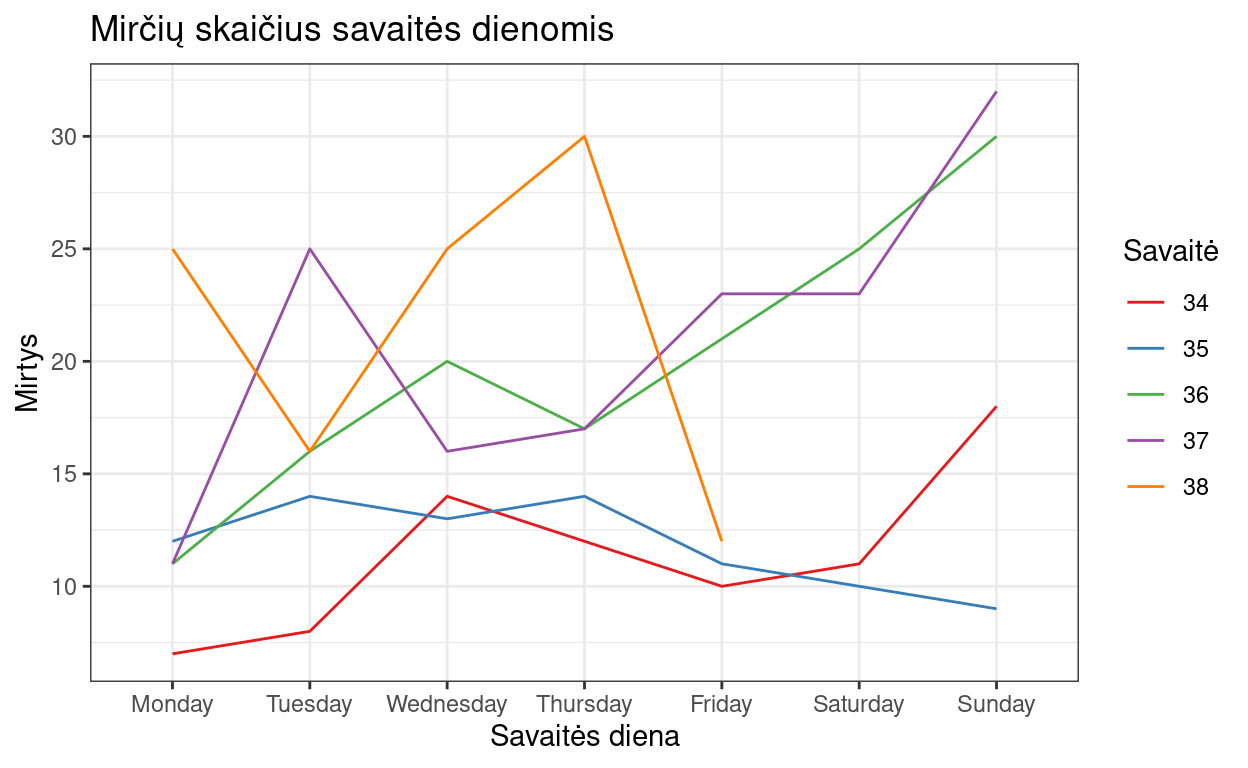 Mirčių skaičius savaitės dienomis
Mirtys
30
25
20
15
10
Monday Tuesday Wednesday Thursday Friday Saturday Sunday
Savaitės diena
Savaitė
34
35
36
37
38